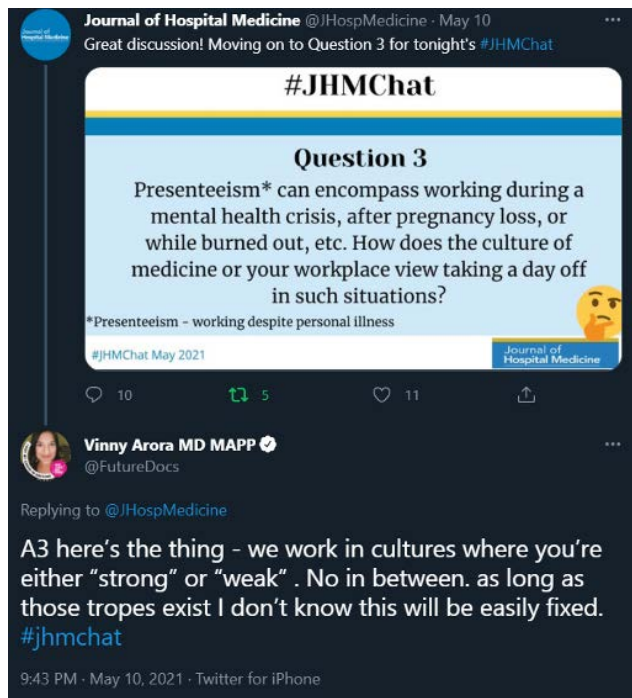 Journal of Hospital Medicine @JHospMedicine · May 10
Great discussion! Moving on to Question 3 for tonight's #JHMChat
#JHMChat
Question 3
Presenteeism* can encompass working during a
mental health crisis, after pregnancy loss, or
while burned out, etc. How does the culture of
medicine or your workplace view taking a day off
in such situations?
*Presenteeism - working despite personal illness
#JHMChat May 2021
Journal of
Hospital Medicine
10 5 11
Vinny Arora MD MAPP
@FutureDocs
Replying to @JHospMedicine
A3 here’s the thing - we work in cultures where you’re
either “strong” or “weak“ . No in between. as long as
those tropes exist I don’t know this will be easily fixed.
#jhmchat
9:43 PM · May 10, 2021 · Twitter for iPhone